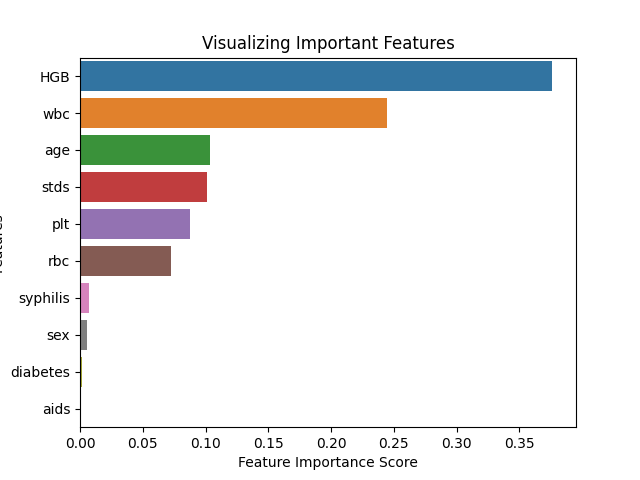 Visualizing Important Features
HGB
wbc
age
stds
plt
rbc
syphilis
sex
diabetes
aids
0.00 0.05 0.10 0.15 0.20 0.25 0.30 0.35
Feature Importance Score